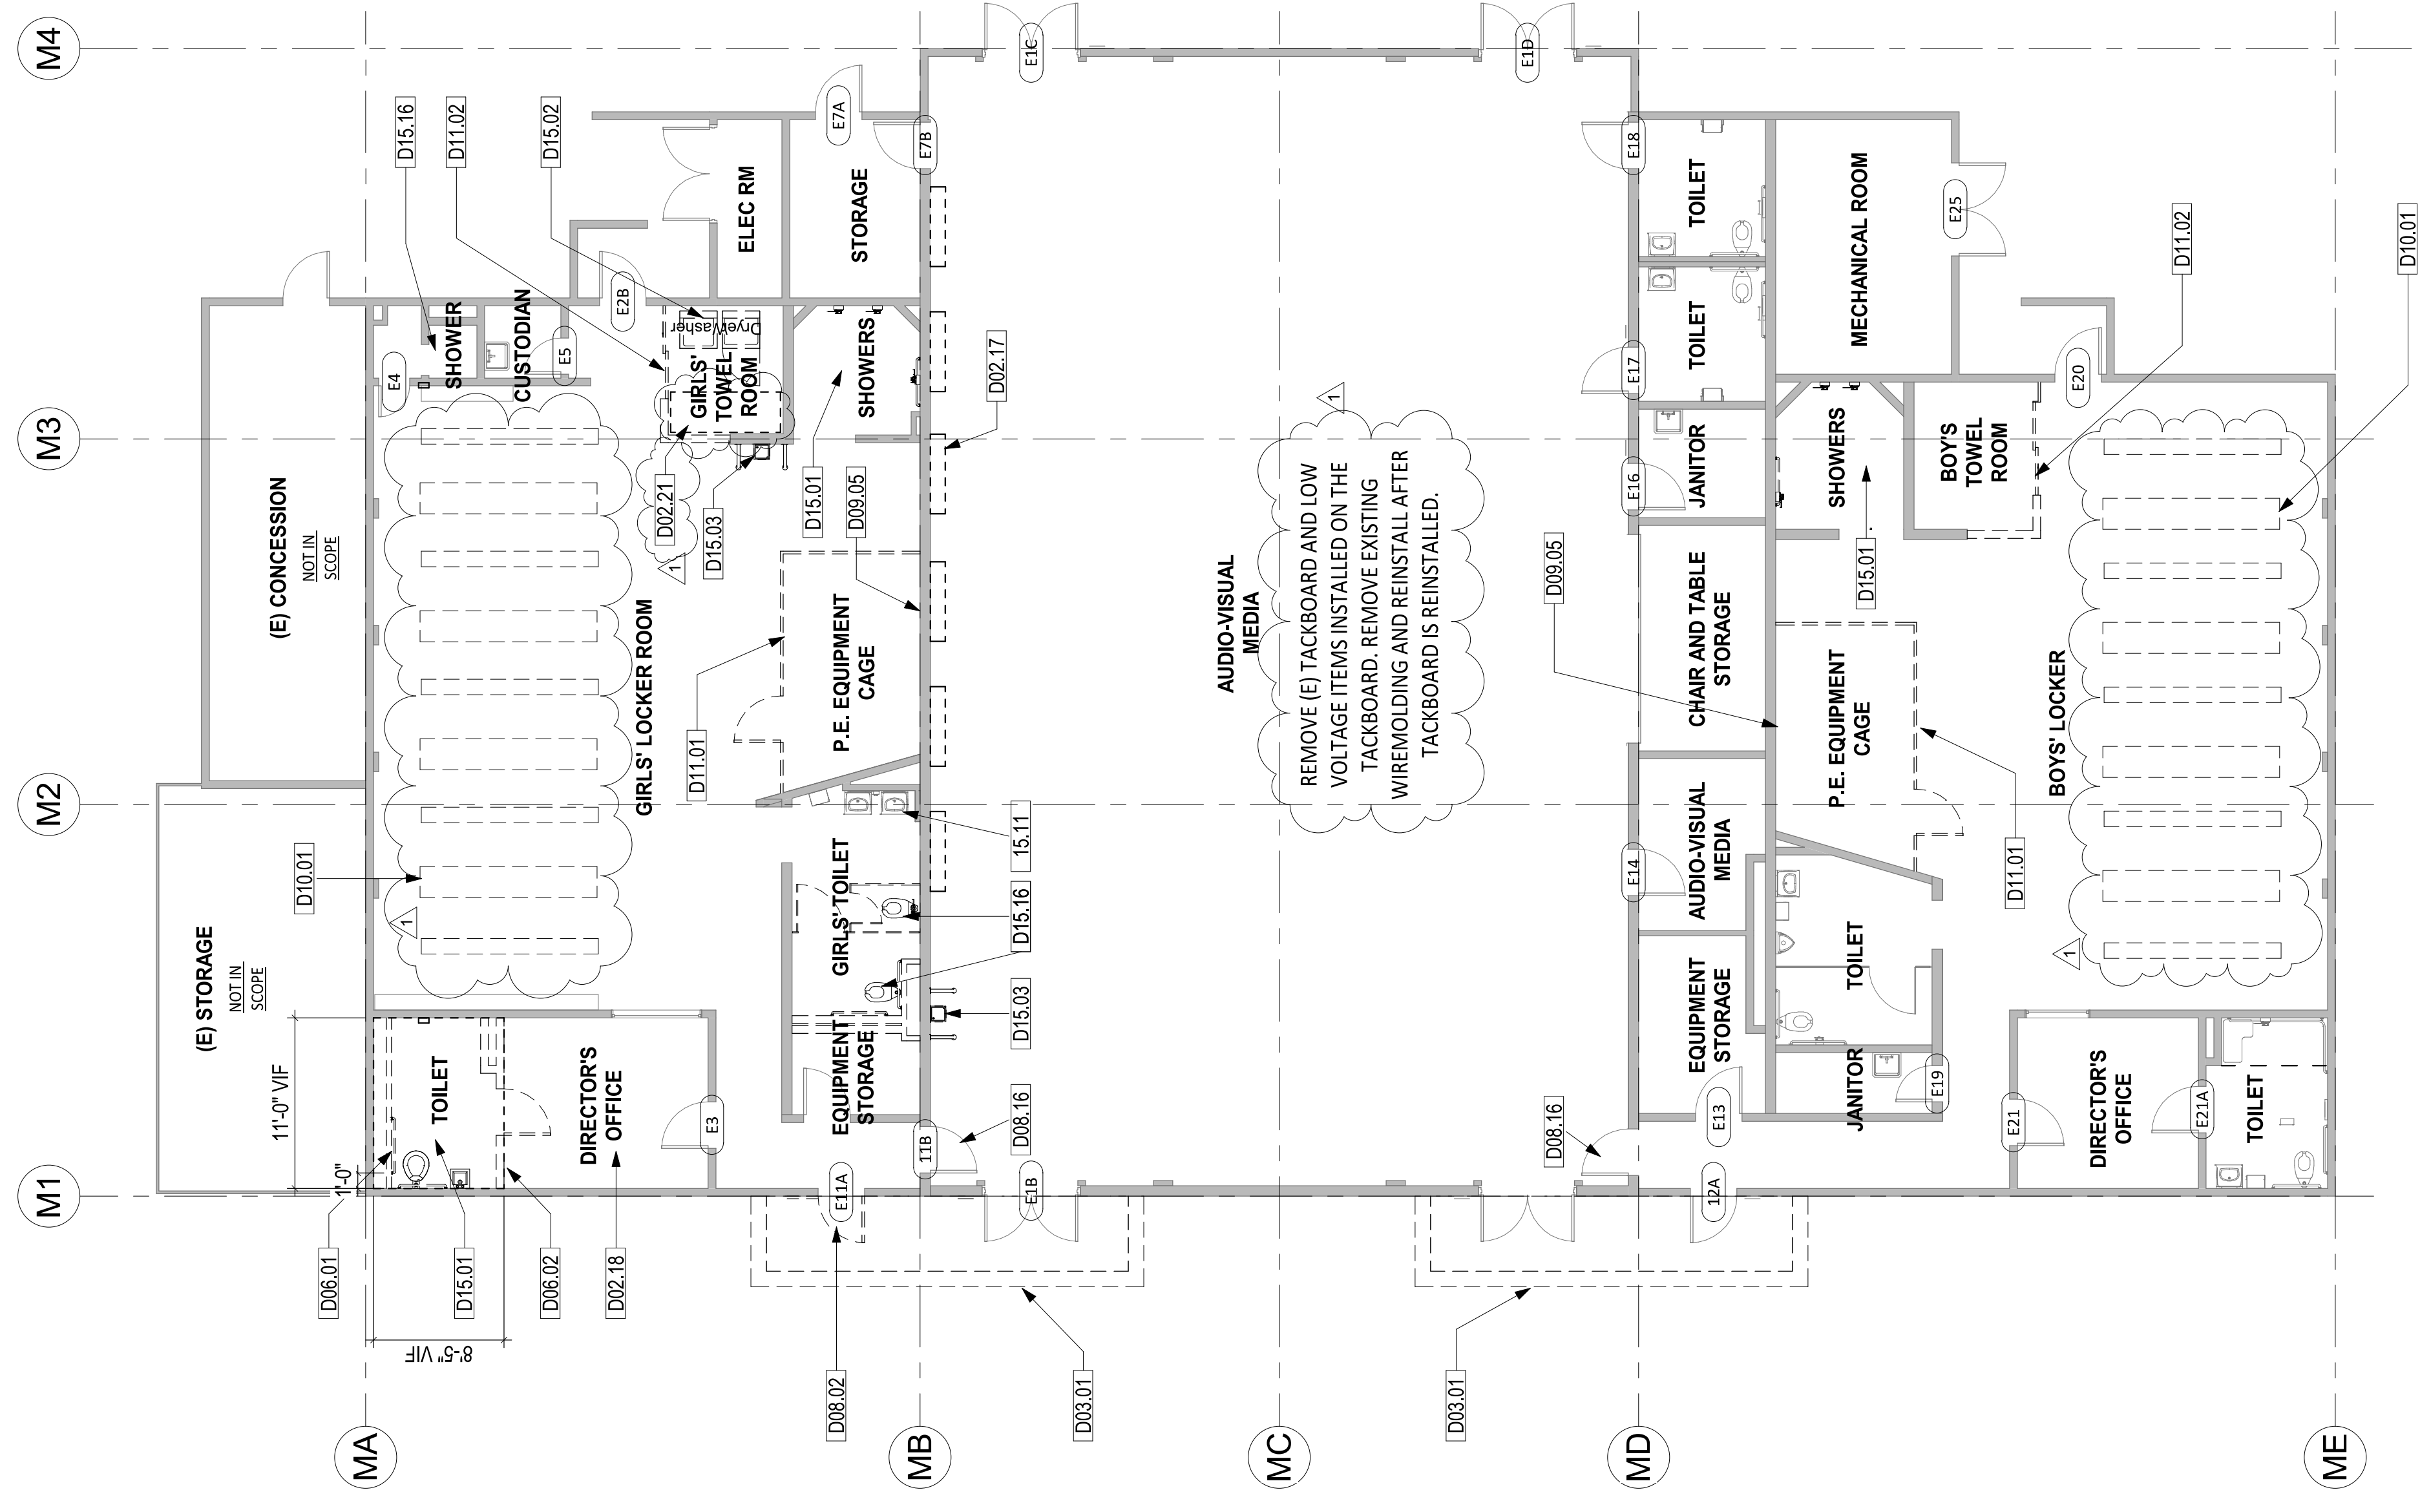 M4
M3
M2
M1
MA
MB
MC
MD
ME
(E) CONCESSION
NOT IN
SCOPE
(E) STORAGE
NOT IN
SCOPE
D15.16
D11.02
D15.02
SHOWER
CUSTODIAN
E4
E5
E2B
ELEC RM
E7A
STORAGE
E7B
Washer
Dryer
GIRLS'
TOWEL
ROOM
SHOWERS
D02.17
D02.21
D15.03
1
D15.01
D09.05
GIRLS' LOCKER ROOM
D11.01
P.E. EQUIPMENT
CAGE
D10.01
1
GIRLS' TOILET
15.11
D15.16
D15.03
EQUIPMENT
STORAGE
11'-0" VIF
1'-0"
8'-5" VIF
TOILET
DIRECTOR'S
OFFICE
E3
D06.01
D15.01
D06.02
D02.18
E11A
11B
D08.16
E1B
D08.02
D03.01
E1C
E1D
AUDIO-VISUAL
MEDIA
1
REMOVE (E) TACKBOARD AND LOW
VOLTAGE ITEMS INSTALLED ON THE
TACKBOARD. REMOVE EXISTING
WIREMOLDING AND REINSTALL AFTER
TACKBOARD IS REINSTALLED.
D03.01
D08.16
12A
E13
E18
TOILET
E17
TOILET
E16
JANITOR
MECHANICAL ROOM
E25
D09.05
CHAIR AND TABLE
STORAGE
E14
AUDIO-VISUAL
MEDIA
EQUIPMENT
STORAGE
SHOWERS
D15.01
BOY'S
TOWEL
ROOM
E20
D11.02
D10.01
P.E. EQUIPMENT
CAGE
D11.01
BOYS' LOCKER
1
TOILET
JANITOR
E19
E21
DIRECTOR'S
OFFICE
E21A
TOILET